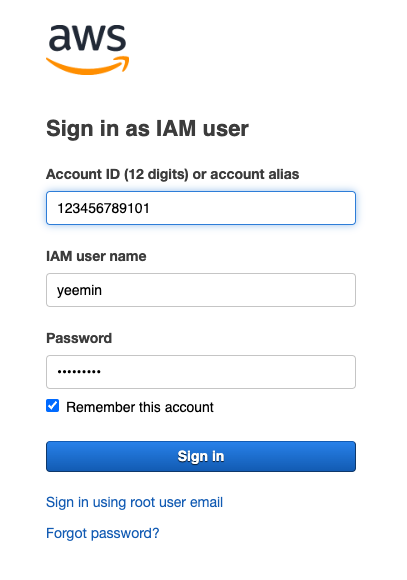 aws
Sign in as IAM user
Account ID (12 digits) or account alias
123456789101
IAM user name
yeemin
Password
•••••••••
Remember this account
Sign in
Sign in using root user email
Forgot password?